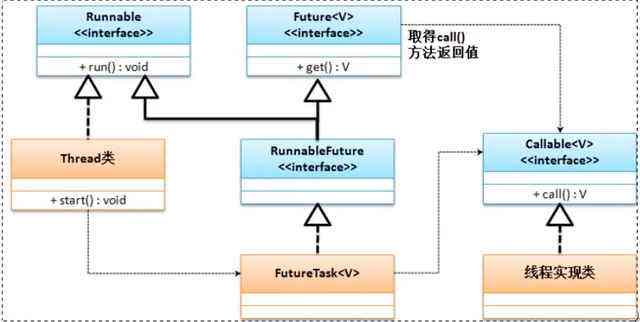 Runnable
<<interface>>
+ run() : void
Future<V>
<<interface>>
+ get() : V
取得call()
方法返回值
Thread类
+ start() : void
RunnableFuture
<<interface>>
Callable<V>
<<interface>>
+ call() : V
FutureTask<V>
线程实现类